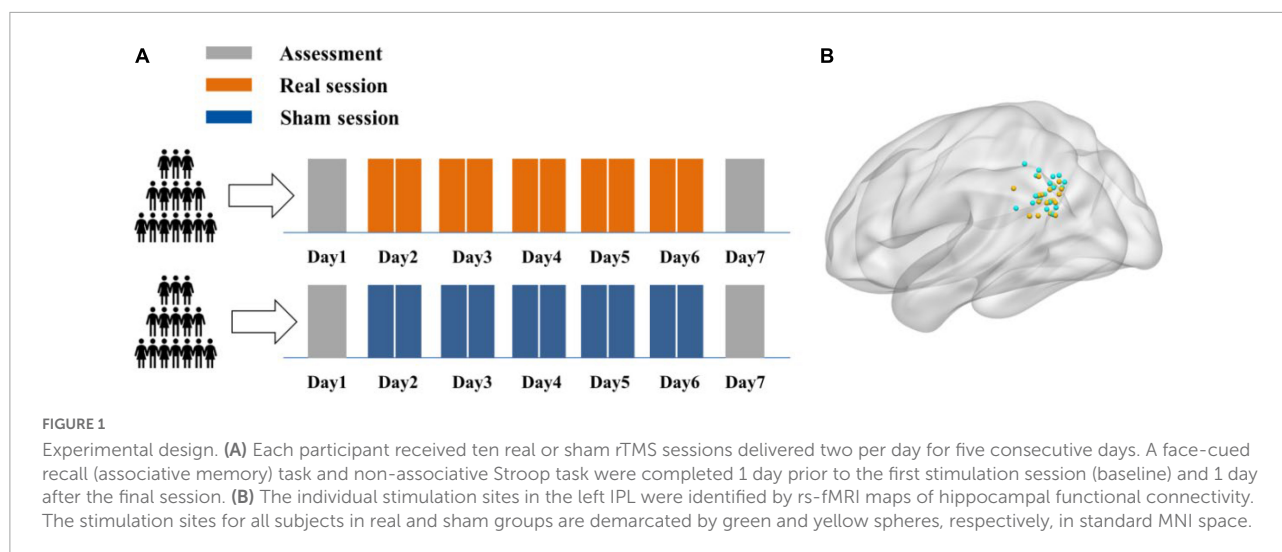 A
Assessment
Real session
Sham session
Day1 Day2 Day3 Day4 Day5 Day6 Day7
Day1 Day2 Day3 Day4 Day5 Day6 Day7
B
FIGURE 1
Experimental design. (A) Each participant received ten real or sham rTMS sessions delivered two per day for five consecutive days. A face-cued
recall (associative memory) task and non-associative Stroop task were completed 1 day prior to the first stimulation session (baseline) and 1 day
after the final session. (B) The individual stimulation sites in the left IPL were identified by rs-fMRI maps of hippocampal functional connectivity.
The stimulation sites for all subjects in real and sham groups are demarcated by green and yellow spheres, respectively, in standard MNI space.